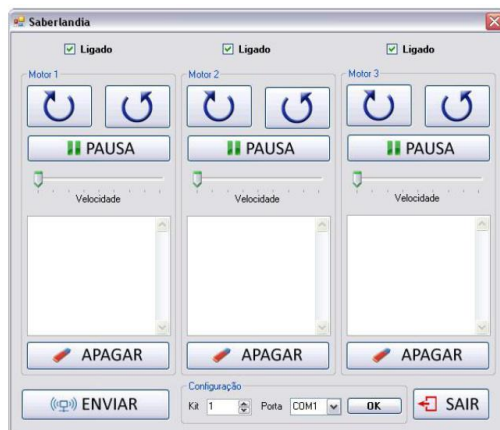 Saberlandia
Ligado Ligado Ligado
Motor 1 Motor 2 Motor 3
PAUSA PAUSA PAUSA
Velocidade Velocidade Velocidade
APAGAR APAGAR APAGAR
Configuração
ENVIAR Kit 1 Porta COM1 OK SAIR